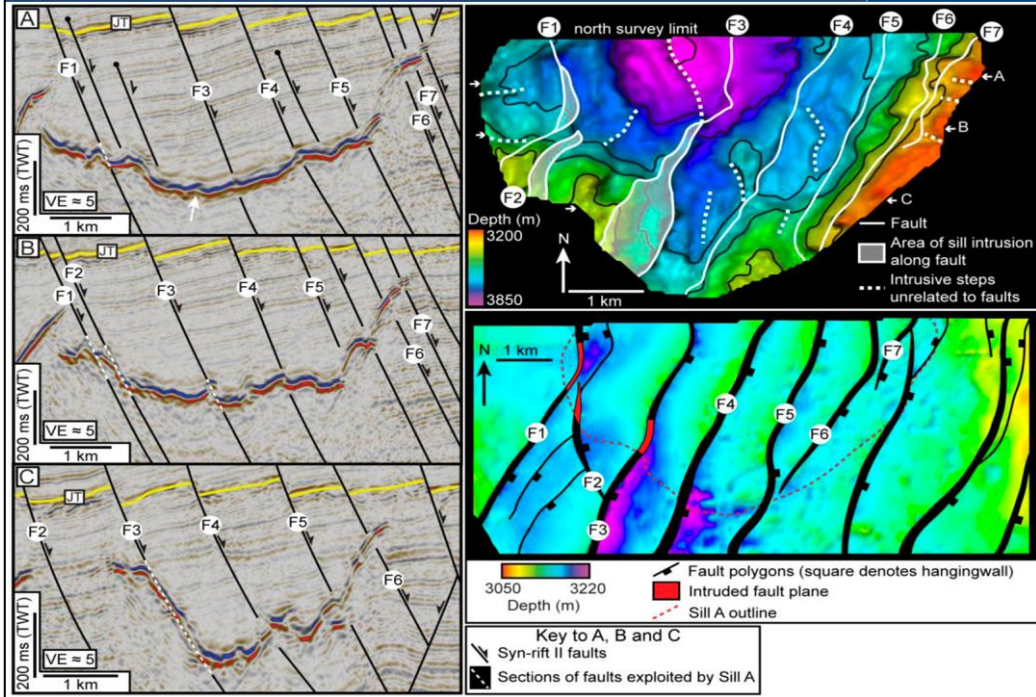 A
JT
F1
F3
F4
F5
F7
F6
200 ms (TWT)
VE ≈ 5
1 km
B
JT
F2
F1
F3
F4
F5
F7
F6
200 ms (TWT)
VE ≈ 5
1 km
C
JT
F2
F3
F4
F5
F6
200 ms (TWT)
VE ≈ 5
1 km
F1
north survey limit
F3
F4
F5
F6
F7
A
B
C
F2
Depth (m)
3200
3850
N
1 km
Fault
Area of sill intrusion
along fault
Intrusive steps
unrelated to faults
N
1 km
F7
F4
F1
F5
F6
F2
F3
3050
3220
Depth (m)
Fault polygons (square denotes hangingwall)
Intruded fault plane
Sill A outline
Key to A, B and C
Syn-rift II faults
Sections of faults exploited by Sill A